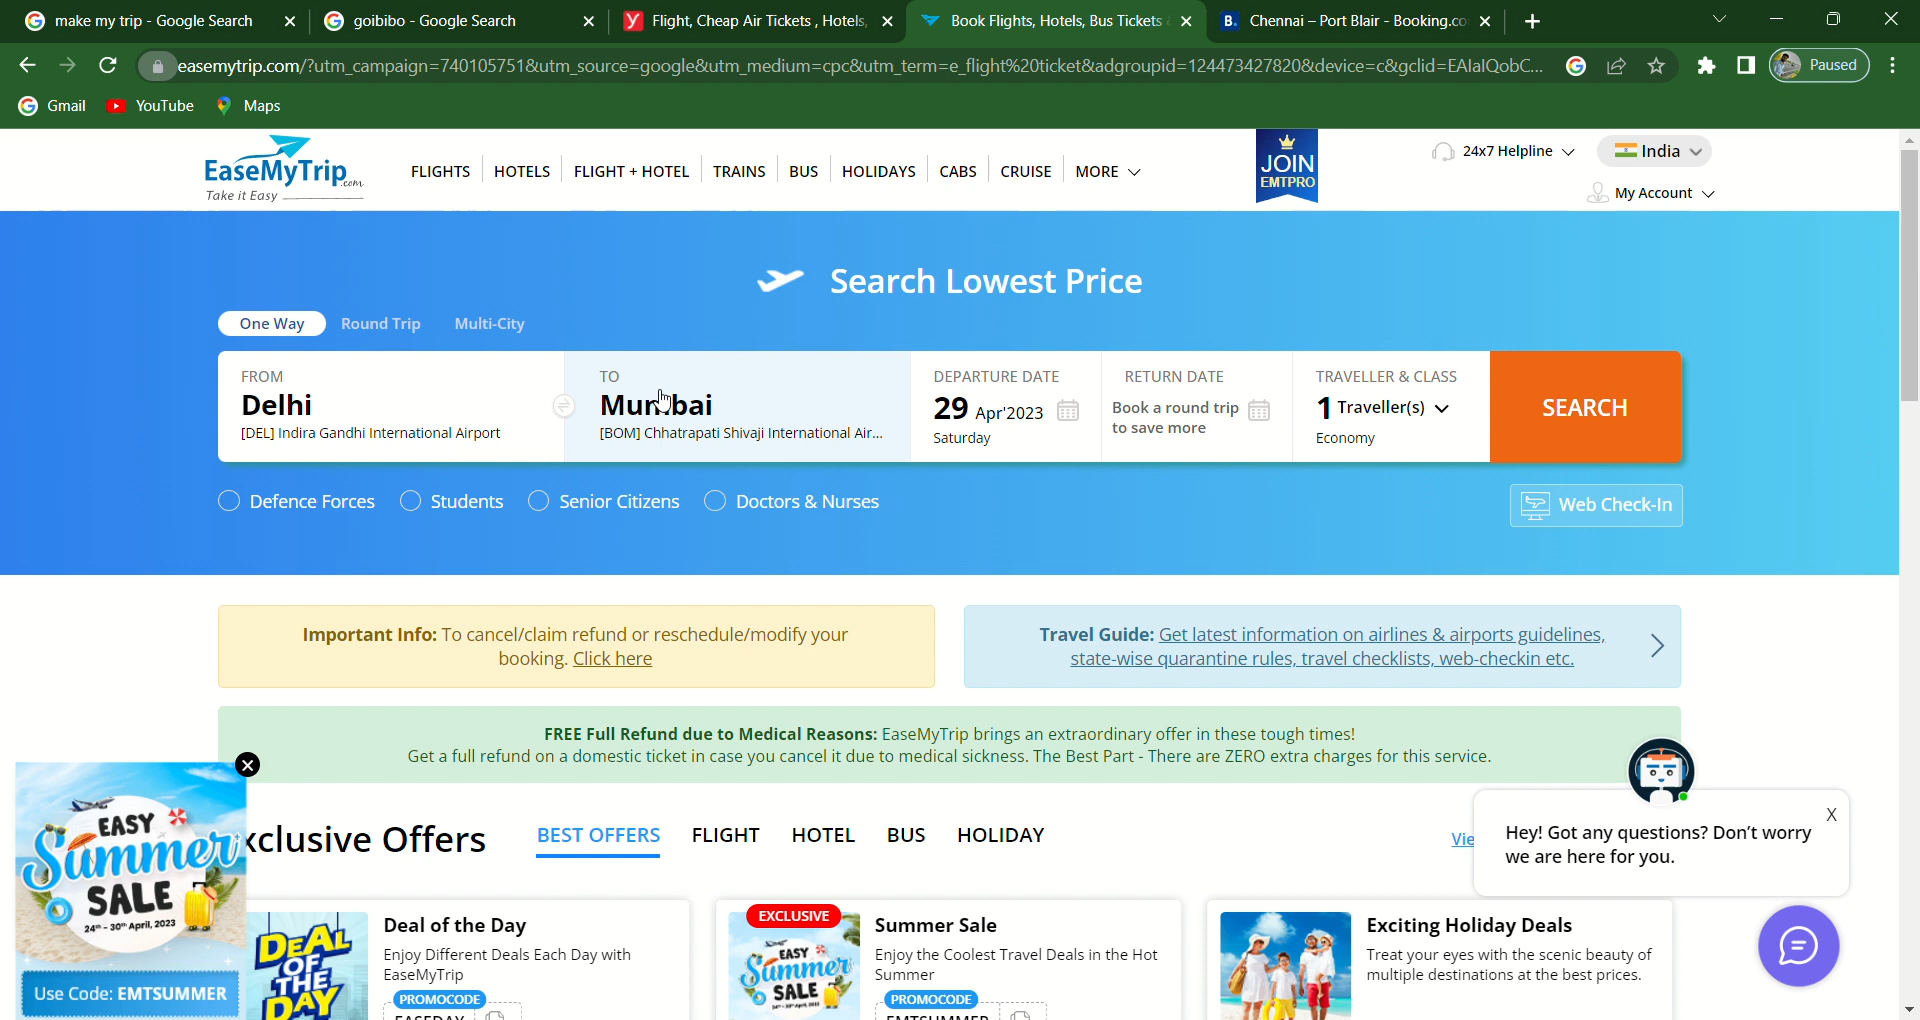 make my trip - Google Search
goibibo - Google Search
Flight, Cheap Air Tickets , Hotels,
Book Flights, Hotels, Bus Tickets
Chennai – Port Blair - Booking.co
easemytrip.com/?utm_campaign=740105751&utm_source=google&utm_medium=cpc&utm_term=e_flight%20ticket&adgroupid=124473427820&device=c&gclid=EAIaIQobC...
Paused
Gmail
YouTube
Maps
EaseMyTrip.com
Take it Easy
FLIGHTS
HOTELS
FLIGHT + HOTEL
TRAINS
BUS
HOLIDAYS
CABS
CRUISE
MORE
JOIN
EMTPRO
24x7 Helpline
India
My Account
Search Lowest Price
One Way
Round Trip
Multi-City
FROM
Delhi
[DEL] Indira Gandhi International Airport
TO
Mumbai
[BOM] Chhatrapati Shivaji International Air...
DEPARTURE DATE
29 Apr'2023
Saturday
RETURN DATE
Book a round trip
to save more
TRAVELLER & CLASS
1 Traveller(s)
Economy
SEARCH
Defence Forces
Students
Senior Citizens
Doctors & Nurses
Web Check-In
Important Info: To cancel/claim refund or reschedule/modify your
booking. Click here
Travel Guide: Get latest information on airlines & airports guidelines,
state-wise quarantine rules, travel checklists, web-checkin etc.
FREE Full Refund due to Medical Reasons: EaseMyTrip brings an extraordinary offer in these tough times!
Get a full refund on a domestic ticket in case you cancel it due to medical sickness. The Best Part - There are ZERO extra charges for this service.
xclusive Offers
BEST OFFERS
FLIGHT
HOTEL
BUS
HOLIDAY
Vie
Hey! Got any questions? Don't worry
we are here for you.
X
EASY
Summer
SALE
24th - 30th April, 2023
Use Code: EMTSUMMER
DEAL
OF
THE
DAY
Deal of the Day
Enjoy Different Deals Each Day with
EaseMyTrip
PROMOCODE
EASEDAY
EXCLUSIVE
EASY
Summer
SALE
Summer Sale
Enjoy the Coolest Travel Deals in the Hot
Summer
PROMOCODE
EMTSUMMER
Exciting Holiday Deals
Treat your eyes with the scenic beauty of
multiple destinations at the best prices.